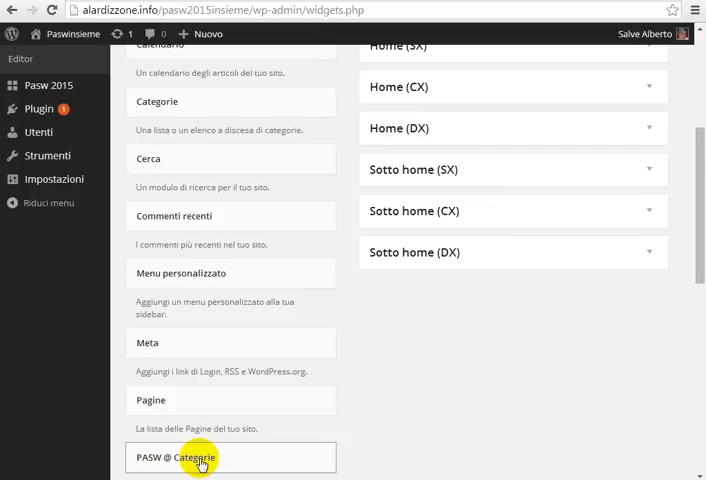 alardizzone.info/pasw2015insieme/wp-admin/widgets.php
Paswinsieme 1 0 Nuovo Salve Alberto
Editor
Pasw 2015
Plugin 1
Utenti
Strumenti
Impostazioni
Riduci menu
Calendario
Un calendario degli articoli del tuo sito.
Categorie
Una lista o un elenco a discesa di categorie.
Cerca
Un modulo di ricerca per il tuo sito.
Commenti recenti
I commenti più recenti nel tuo sito.
Menu personalizzato
Aggiungi un menu personalizzato alla tua
sidebar.
Meta
Aggiungi i link di Login, RSS e WordPress.org.
Pagine
La lista delle Pagine del tuo sito.
PASW @ Categorie
Home (SX)
Home (CX)
Home (DX)
Sotto home (SX)
Sotto home (CX)
Sotto home (DX)